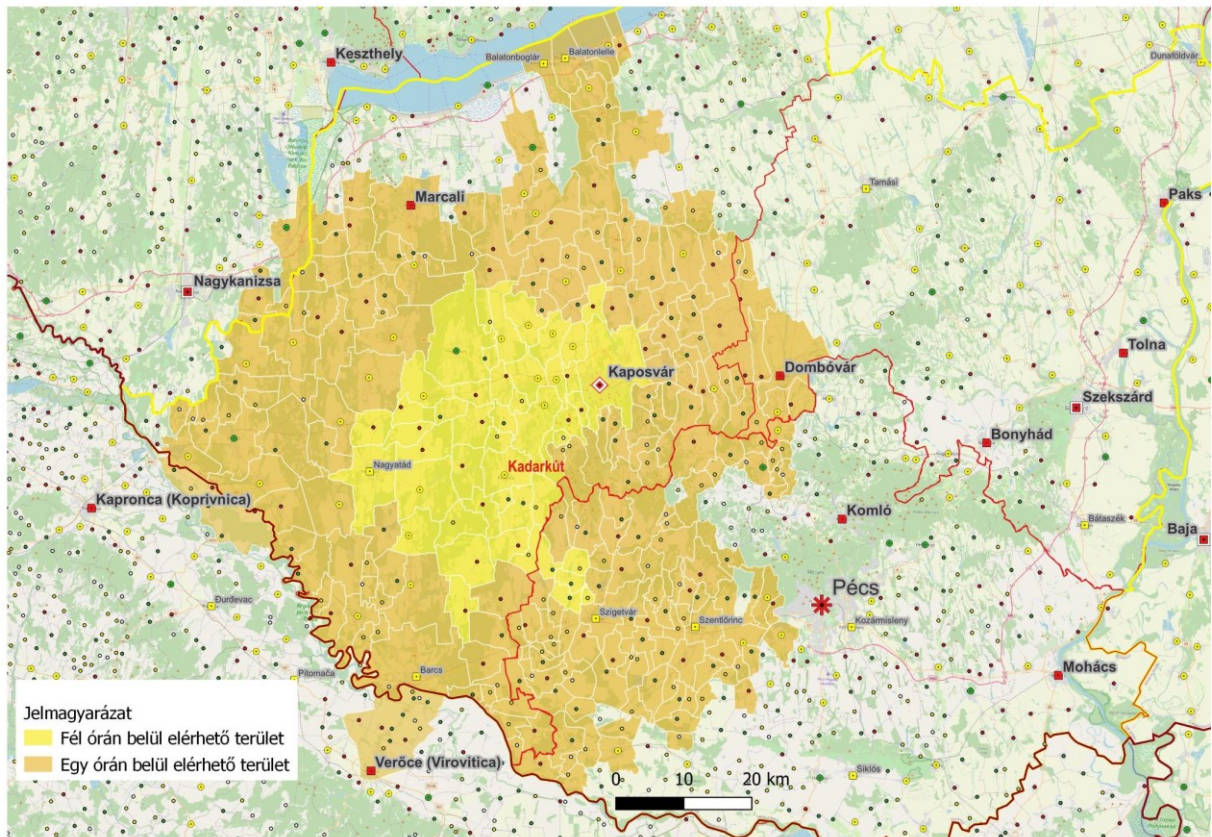 Keszthely
Balatonboglár
Balatonlelle
Dunaföldvár
Marcali
Tamási
Paks
Nagykanizsa
Tolna
Kaposvár
Dombóvár
Szekszárd
Bonyhád
Nagyatád
Kadarkút
Kapronca (Koprivnica)
Komló
Bátaszék
Baja
Pécs
Đurđevac
Szigetvár
Szentlőrinc
Kozármisleny
Pitomača
Barcs
Mohács
Jelmagyarázat
Fél órán belül elérhető terület
Egy órán belül elérhető terület
Verőce (Virovitica)
Siklós
0 10 20 km